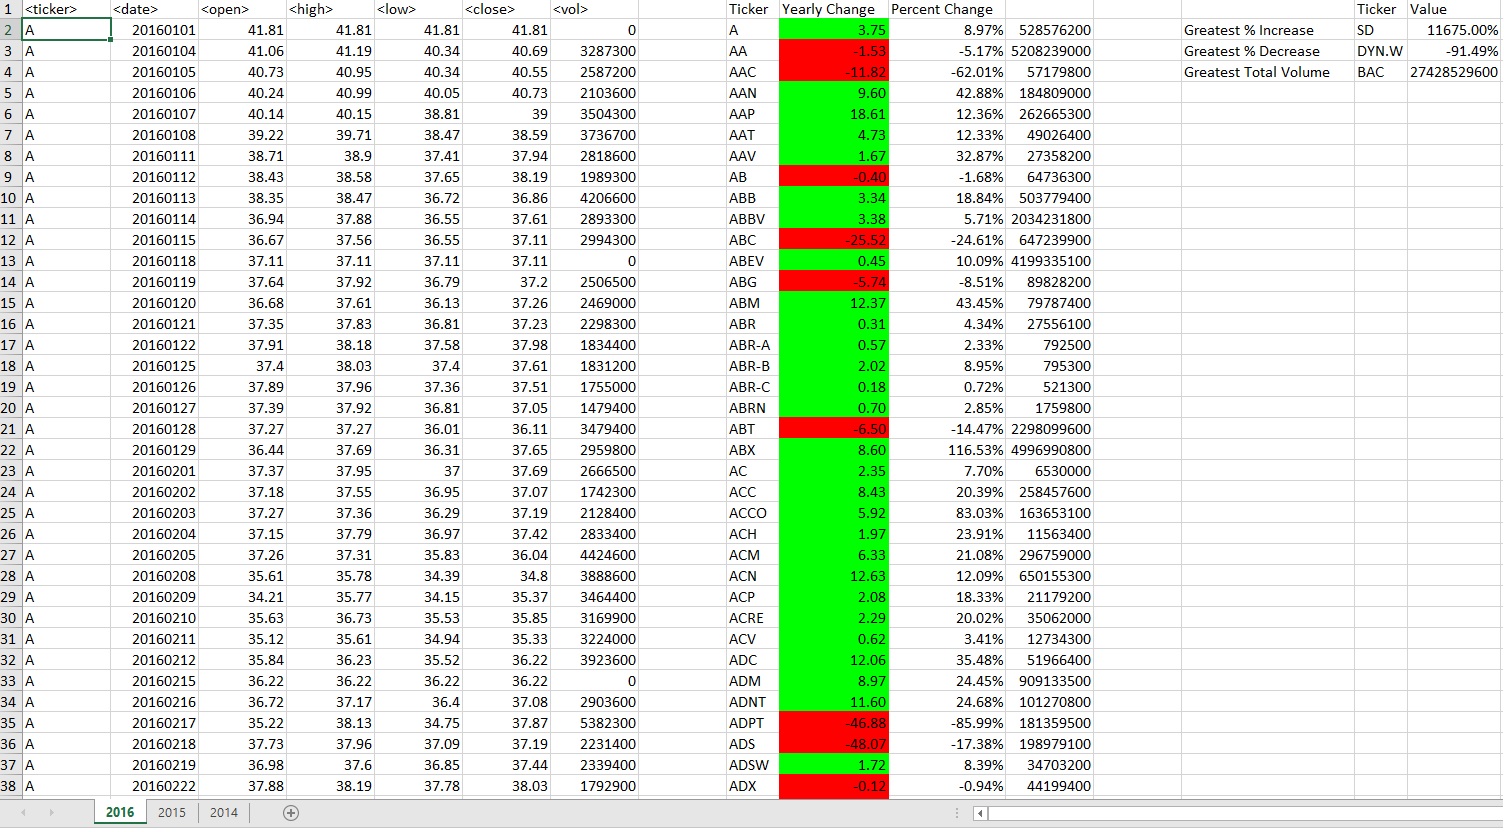 1 <ticker> <date> <open> <high> <low> <close> <vol> Ticker Yearly Change Percent Change Ticker Value
2 A 20160101 41.81 41.81 41.81 41.81 0 A 3.75 8.97% 528576200 Greatest % Increase SD 11675.00%
3 A 20160104 41.06 41.19 40.34 40.69 3287300 AA -1.53 -5.17% 5208239000 Greatest % Decrease DYN.W -91.49%
4 A 20160105 40.73 40.95 40.34 40.55 2587200 AAC -11.82 -62.01% 57179800 Greatest Total Volume BAC 27428529600
5 A 20160106 40.24 40.99 40.05 40.73 2103600 AAN 9.60 42.88% 184809000
6 A 20160107 40.14 40.15 38.81 39 3504300 AAP 18.61 12.36% 262665300
7 A 20160108 39.22 39.71 38.47 38.59 3736700 AAT 4.73 12.33% 49026400
8 A 20160111 38.71 38.9 37.41 37.94 2818600 AAV 1.67 32.87% 27358200
9 A 20160112 38.43 38.58 37.65 38.19 1989300 AB -0.40 -1.68% 64736300
10 A 20160113 38.35 38.47 36.72 36.86 4206600 ABB 3.34 18.84% 503779400
11 A 20160114 36.94 37.88 36.55 37.61 2893300 ABBV 3.38 5.71% 2034231800
12 A 20160115 36.67 37.56 36.55 37.11 2994300 ABC -25.52 -24.61% 647239900
13 A 20160118 37.11 37.11 37.11 37.11 0 ABEV 0.45 10.09% 4199335100
14 A 20160119 37.64 37.92 36.79 37.2 2506500 ABG -5.74 -8.51% 89828200
15 A 20160120 36.68 37.61 36.13 37.26 2469000 ABM 12.37 43.45% 79787400
16 A 20160121 37.35 37.83 36.81 37.23 2298300 ABR 0.31 4.34% 27556100
17 A 20160122 37.91 38.18 37.58 37.98 1834400 ABR-A 0.57 2.33% 792500
18 A 20160125 37.4 38.03 37.4 37.61 1831200 ABR-B 2.02 8.95% 795300
19 A 20160126 37.89 37.96 37.36 37.51 1755000 ABR-C 0.18 0.72% 521300
20 A 20160127 37.39 37.92 36.81 37.05 1479400 ABRN 0.70 2.85% 1759800
21 A 20160128 37.27 37.27 36.01 36.11 3479400 ABT -6.50 -14.47% 2298099600
22 A 20160129 36.44 37.69 36.31 37.65 2959800 ABX 8.60 116.53% 4996990800
23 A 20160201 37.37 37.95 37 37.69 2666500 AC 2.35 7.70% 6530000
24 A 20160202 37.18 37.55 36.95 37.07 1742300 ACC 8.43 20.39% 258457600
25 A 20160203 37.27 37.36 36.29 37.19 2128400 ACCO 5.92 83.03% 163653100
26 A 20160204 37.15 37.79 36.97 37.42 2833400 ACH 1.97 23.91% 11563400
27 A 20160205 37.26 37.31 35.83 36.04 4424600 ACM 6.33 21.08% 296759000
28 A 20160208 35.61 35.78 34.39 34.8 3888600 ACN 12.63 12.09% 650155300
29 A 20160209 34.21 35.77 34.15 35.37 3464400 ACP 2.08 18.33% 21179200
30 A 20160210 35.63 36.73 35.53 35.85 3169900 ACRE 2.29 20.02% 35062000
31 A 20160211 35.12 35.61 34.94 35.33 3224000 ACV 0.62 3.41% 12734300
32 A 20160212 35.84 36.23 35.52 36.22 3923600 ADC 12.06 35.48% 51966400
33 A 20160215 36.22 36.22 36.22 36.22 0 ADM 8.97 24.45% 909133500
34 A 20160216 36.72 37.17 36.4 37.08 2903600 ADNT 11.60 24.68% 101270800
35 A 20160217 35.22 38.13 34.75 37.87 5382300 ADPT -46.88 -85.99% 181359500
36 A 20160218 37.73 37.96 37.09 37.19 2231400 ADS -48.07 -17.38% 198979100
37 A 20160219 36.98 37.6 36.85 37.44 2339400 ADSW 1.72 8.39% 34703200
38 A 20160222 37.88 38.19 37.78 38.03 1792900 ADX -0.12 -0.94% 44199400
2016 2015 2014